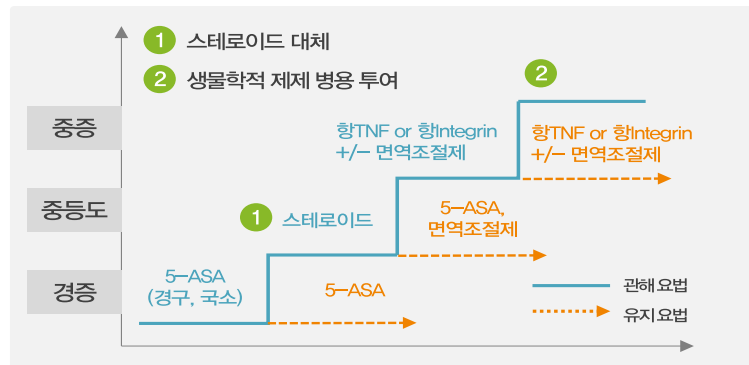 1 스테로이드 대체
2 생물학적 제제 병용 투여
2
중증
항TNF or 항Integrin
+/- 면역조절제
항TNF or 항Integrin
+/- 면역조절제
중등도
1 스테로이드
5-ASA,
면역조절제
경증
5-ASA
(경구, 국소)
5-ASA
관해요법
유지요법